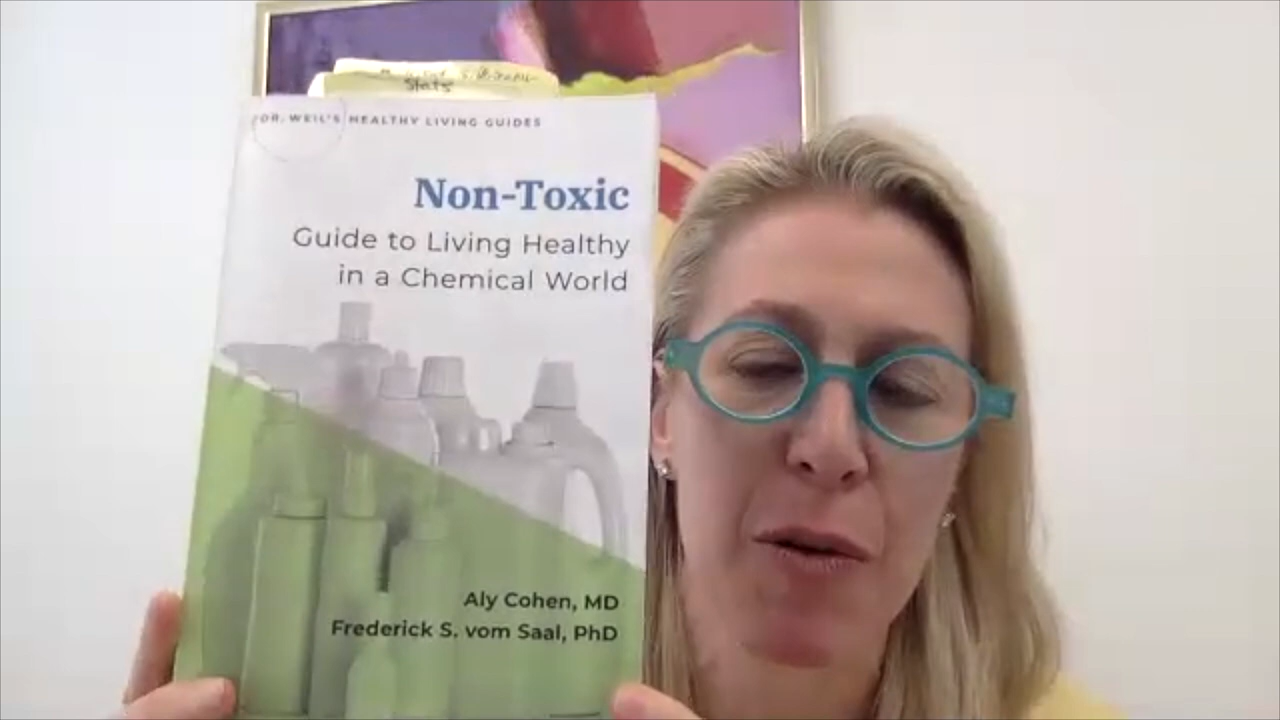 Stats
DR. WEIL'S HEALTHY LIVING GUIDES
Non-Toxic
Guide to Living Healthy
in a Chemical World
Aly Cohen, MD
Frederick S. vom Saal, PhD